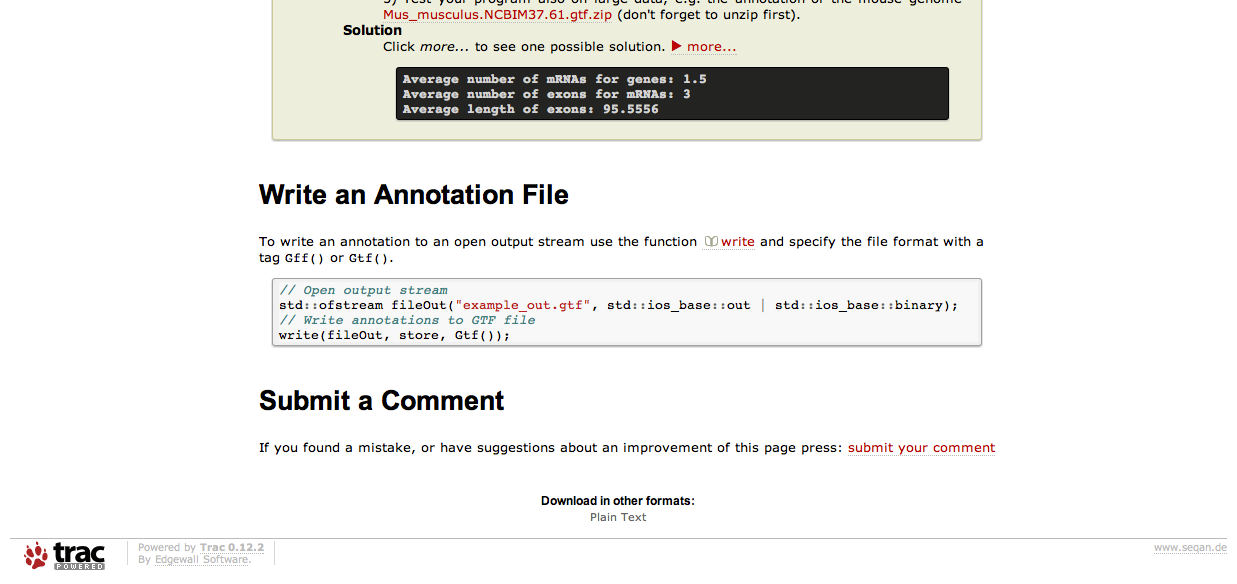 Mus_musculus.NCBIM37.61.gtf.zip (don't forget to unzip first).
Solution
Click more... to see one possible solution. ▶ more...
Average number of mRNAs for genes: 1.5
Average number of exons for mRNAs: 3
Average length of exons: 95.5556
Write an Annotation File
To write an annotation to an open output stream use the function write and specify the file format with a
tag Gff() or Gtf().
// Open output stream
std::ofstream fileOut("example_out.gtf", std::ios_base::out | std::ios_base::binary);
// Write annotations to GTF file
write(fileOut, store, Gtf());
Submit a Comment
If you found a mistake, or have suggestions about an improvement of this page press: submit your comment
Download in other formats:
Plain Text
trac
POWERED
Powered by Trac 0.12.2
By Edgewall Software.
www.seqan.de